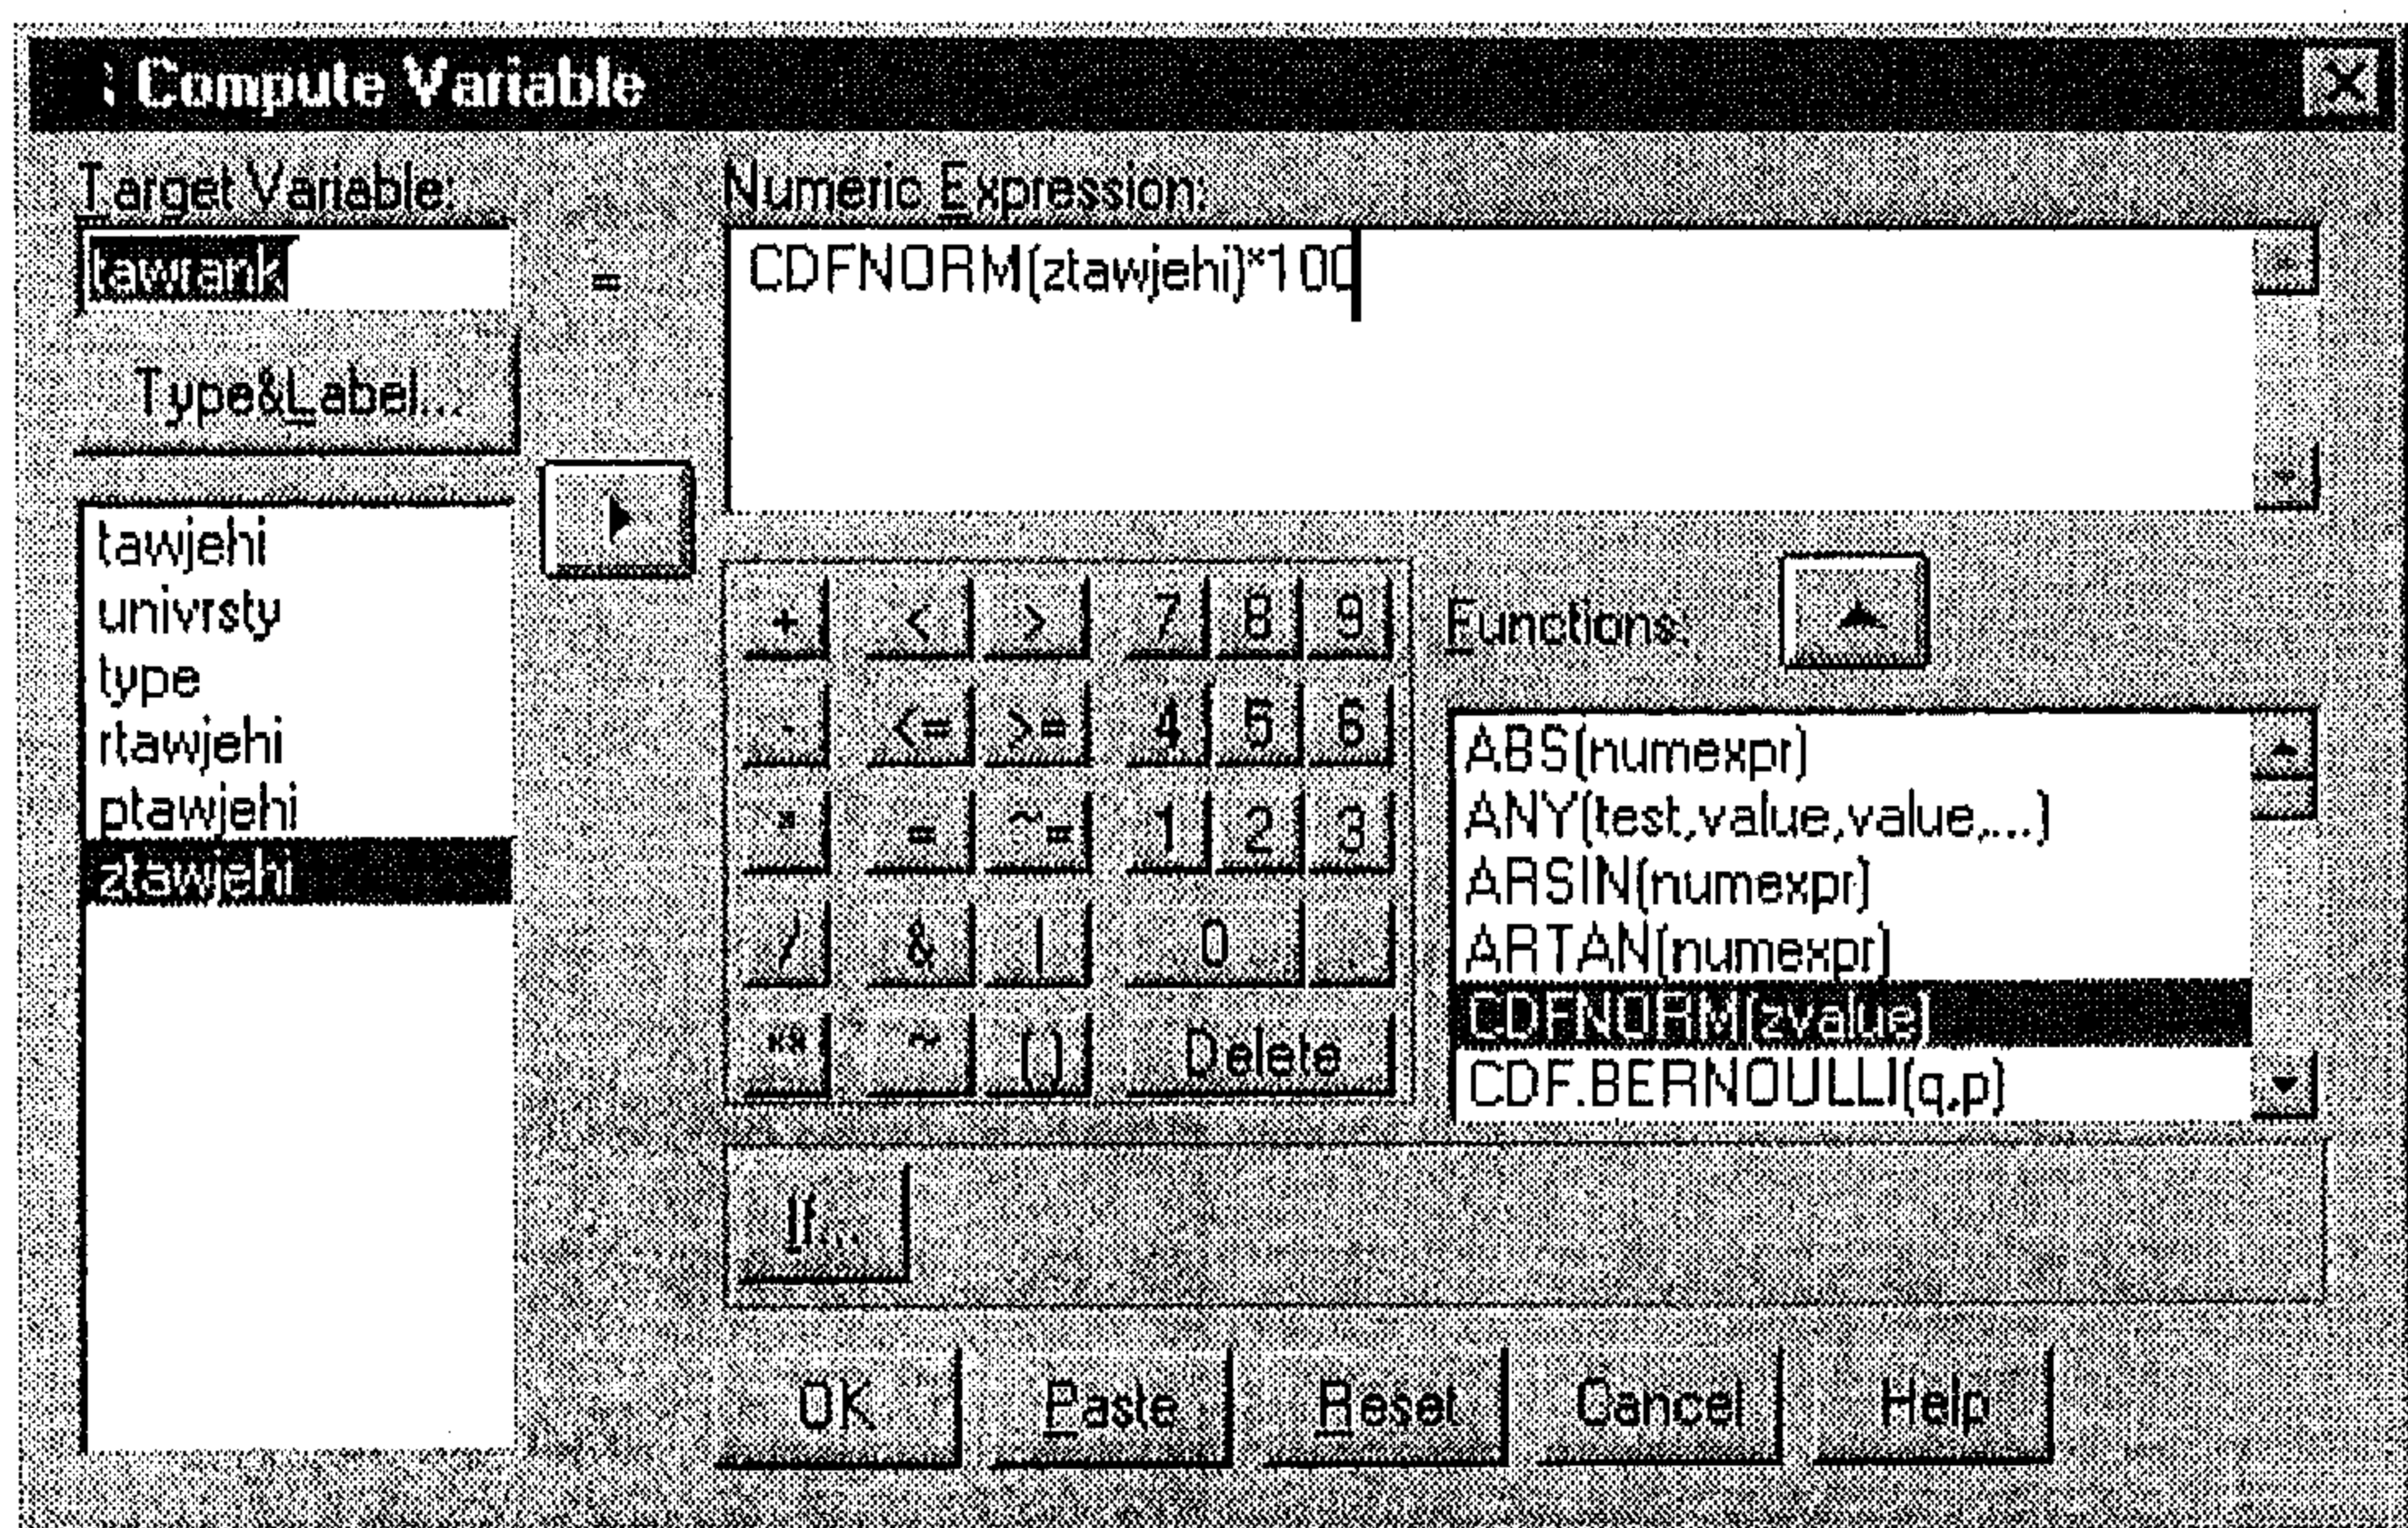 Compute Variable
Target Variable:
tawrank
=
Numeric Expression:
CDFNORM(ztawjehi)*100
Type&Label...
tawjehi
univrsty
type
rtawjehi
ptawjehi
ztawjehi
+ < > 7 8 9
- <= >= 4 5 6
* = ~= 1 2 3
/ & | 0 .
** ~ () Delete
Functions:
ABS(numexpr)
ANY(test,value,value,...)
ARSIN(numexpr)
ARTAN(numexpr)
CDFNORM(zvalue)
CDF.BERNOULLI(q,p)
If...
OK Paste Reset Cancel Help